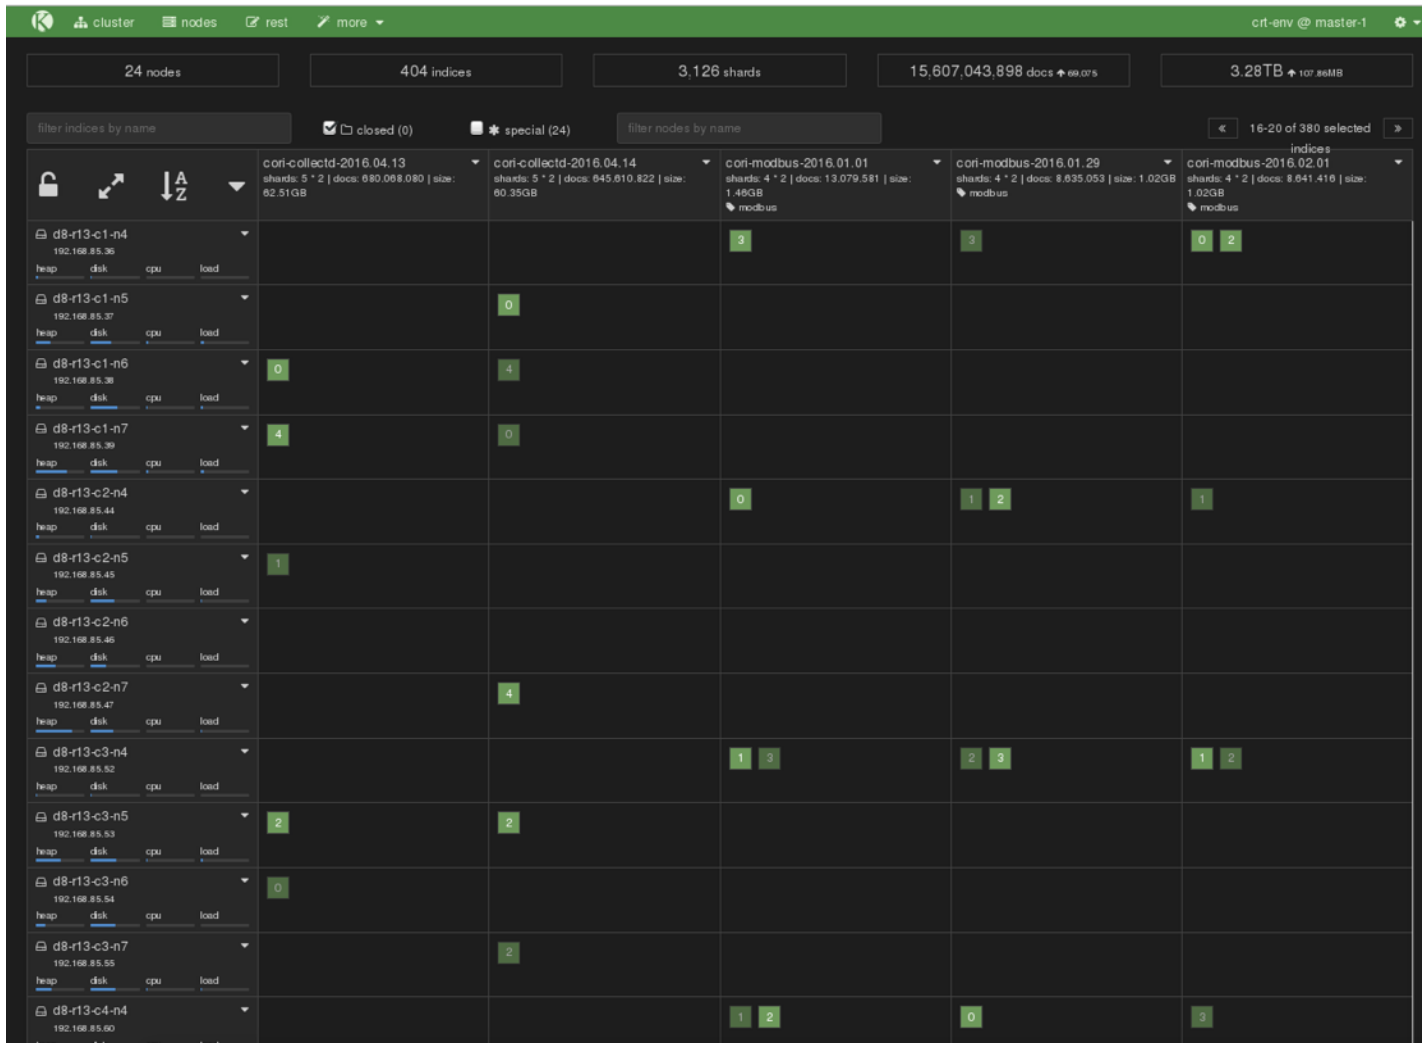 cluster nodes rest more crt-env @ master-1
24 nodes 404 indices 3,126 shards 15,607,043,898 docs 69,075 3.28TB 107.86MB
filter indices by name closed (0) special (24) filter nodes by name « 16-20 of 380 selected indices »
cori-collectd-2016.04.13
shards: 5 * 2 | docs: 680.068.080 | size:
62.51GB
cori-collectd-2016.04.14
shards: 5 * 2 | docs: 645.610.822 | size:
60.35GB
cori-modbus-2016.01.01
shards: 4 * 2 | docs: 13.079.581 | size:
1.46GB
modbus
cori-modbus-2016.01.29
shards: 4 * 2 | docs: 8.635.053 | size: 1.02GB
modbus
cori-modbus-2016.02.01
shards: 4 * 2 | docs: 8.641.416 | size:
1.02GB
modbus
A
Z
d8-r13-c1-n4 3 3 0 2
192.168.85.36
heap disk cpu load
d8-r13-c1-n5 0
192.168.85.37
heap disk cpu load
d8-r13-c1-n6 0 4
192.168.85.38
heap disk cpu load
d8-r13-c1-n7 4 0
192.168.85.39
heap disk cpu load
d8-r13-c2-n4 0 1 2 1
192.168.85.44
heap disk cpu load
d8-r13-c2-n5 1
192.168.85.45
heap disk cpu load
d8-r13-c2-n6
192.168.85.46
heap disk cpu load
d8-r13-c2-n7 4
192.168.85.47
heap disk cpu load
d8-r13-c3-n4 1 3 2 3 1 2
192.168.85.52
heap disk cpu load
d8-r13-c3-n5 2 2
192.168.85.53
heap disk cpu load
d8-r13-c3-n6 0
192.168.85.54
heap disk cpu load
d8-r13-c3-n7 2
192.168.85.55
heap disk cpu load
d8-r13-c4-n4 1 2 0 3
192.168.85.60